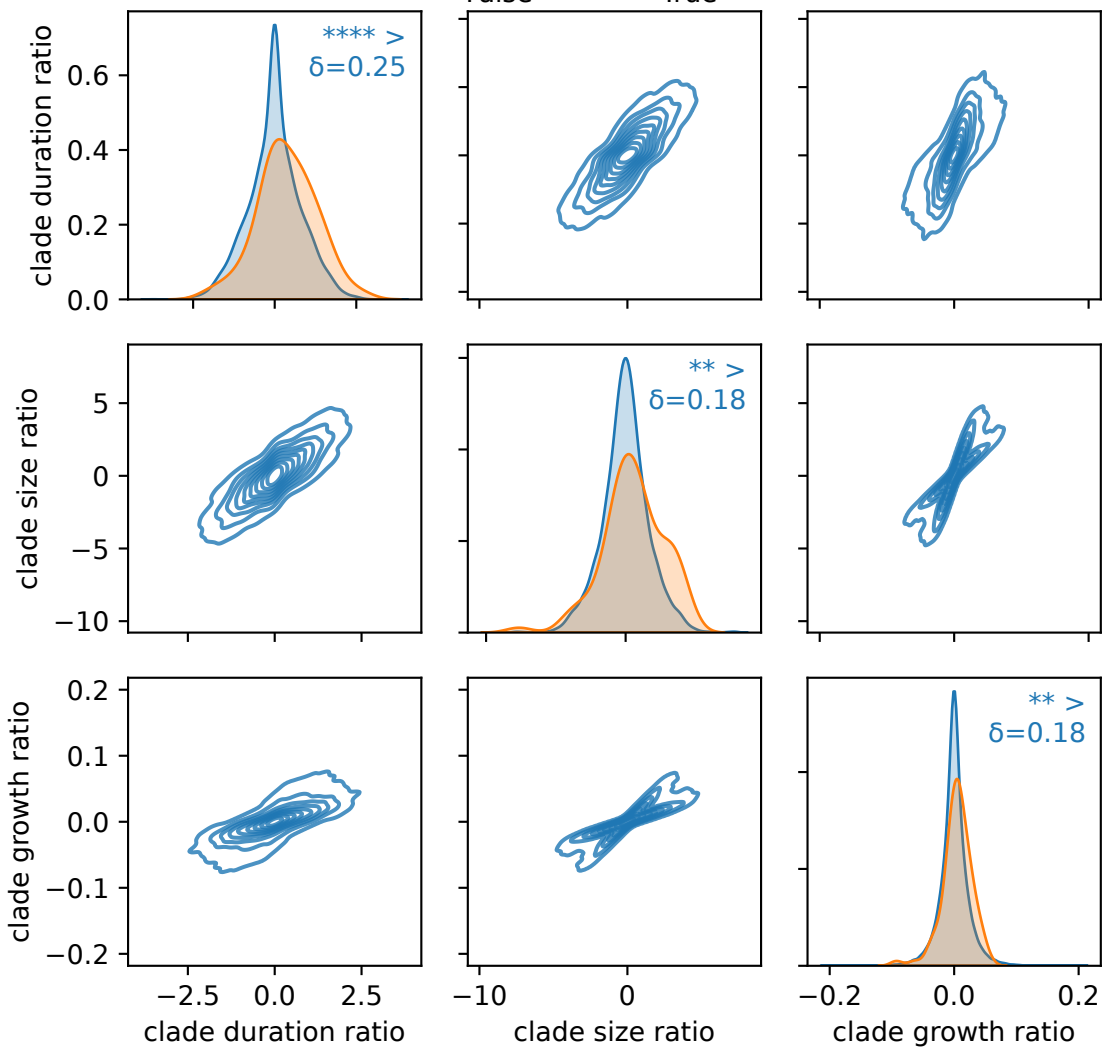 False True
clade duration ratio
0.6
0.4
0.2
0.0
**** >
δ=0.25
clade size ratio
5
0
−5
−10
** >
δ=0.18
clade growth ratio
0.2
0.1
0.0
−0.1
−0.2
** >
δ=0.18
−2.5 0.0 2.5
−10 0
−0.2 0.0 0.2
clade duration ratio
clade size ratio
clade growth ratio